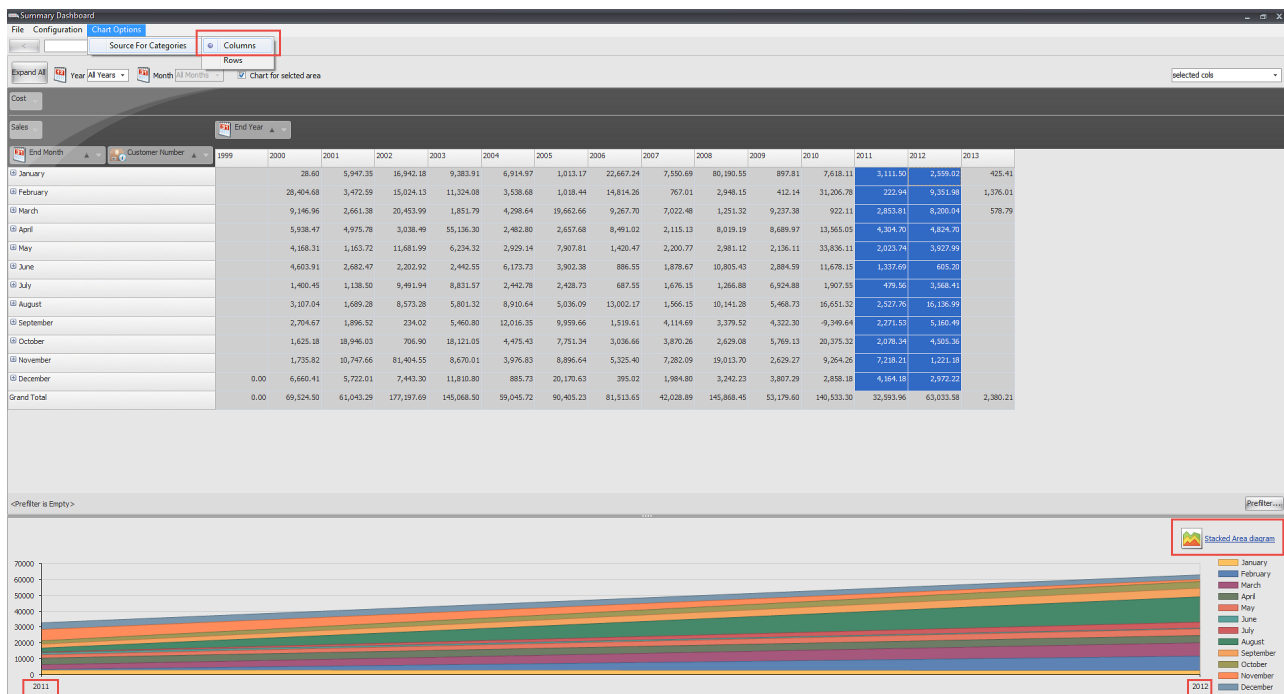 Summary Dashboard
File Configuration Chart Options
< Source For Categories Columns
Rows
Expand All Year All Years Month All Months Chart for selcted area selected cols
Cost
Sales End Year
End Month Customer Number 1999 2000 2001 2002 2003 2004 2005 2006 2007 2008 2009 2010 2011 2012 2013
January 28.60 5,947.35 16,942.18 9,383.91 6,914.97 1,013.17 22,667.24 7,550.69 80,190.55 897.81 7,618.11 3,111.50 2,559.02 425.41
February 28,404.68 3,472.59 15,024.13 11,324.08 3,538.68 1,018.44 14,814.26 767.01 2,948.15 412.14 31,206.78 222.94 9,351.98 1,376.01
March 9,146.96 2,661.38 20,453.99 1,851.79 4,298.64 19,662.66 9,267.70 7,022.48 1,251.32 9,237.38 922.11 2,853.81 8,200.04 578.79
April 5,938.47 4,975.78 3,038.49 55,136.30 2,482.80 2,657.68 8,491.02 2,115.13 8,019.19 8,689.97 13,565.05 4,304.70 4,824.70
May 4,168.31 1,163.72 11,681.99 6,234.32 2,929.14 7,907.81 1,420.47 2,200.77 2,981.12 2,136.11 33,836.11 2,023.74 3,927.99
June 4,603.91 2,682.47 2,202.92 2,442.55 6,173.73 3,902.38 886.55 1,878.67 10,805.43 2,884.59 11,678.15 1,337.69 605.20
July 1,400.45 1,138.50 9,491.94 8,831.57 2,442.78 2,428.73 687.55 1,676.15 1,266.88 6,924.88 1,907.55 479.56 3,568.41
August 3,107.04 1,689.28 8,573.28 5,801.32 8,910.64 5,036.09 13,002.17 1,566.15 10,141.28 5,468.73 16,651.32 2,527.76 16,136.99
September 2,704.67 1,896.52 234.02 5,460.80 12,016.35 9,959.66 1,519.61 4,114.69 3,379.52 4,322.30 -9,349.64 2,271.53 5,160.49
October 1,625.18 18,946.03 706.90 18,121.05 4,475.43 7,751.34 3,036.66 3,870.26 2,629.08 5,769.13 20,375.32 2,078.34 4,505.36
November 1,735.82 10,747.66 81,404.55 8,670.01 3,976.83 8,896.64 5,325.40 7,282.09 19,013.70 2,629.27 9,264.26 7,218.21 1,221.18
December 0.00 6,660.41 5,722.01 7,443.30 11,810.80 885.73 20,170.63 395.02 1,984.80 3,242.23 3,807.29 2,858.18 4,164.18 2,972.22
Grand Total 0.00 69,524.50 61,043.29 177,197.69 145,068.50 59,045.72 90,405.23 81,513.65 42,028.89 145,868.45 53,179.60 140,533.30 32,593.96 63,033.58 2,380.21
<Prefilter is Empty> Prefilter...
Stacked Area diagram
70000
60000
50000
40000
30000
20000
10000
0
2011 2012
January
February
March
April
May
June
July
August
September
October
November
December